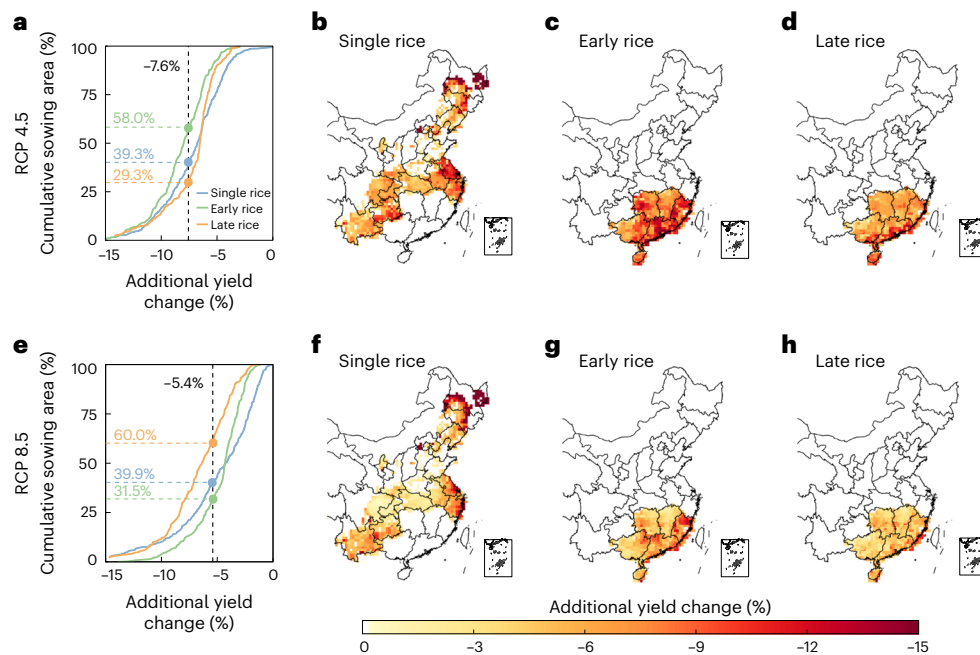 a
RCP 4.5
Cumulative sowing area (%)
100
75
50
25
0
−7.6%
58.0%
39.3%
29.3%
Single rice
Early rice
Late rice
−15
−10
−5
0
Additional yield
change (%)
b
Single rice
c
Early rice
d
Late rice
e
RCP 8.5
Cumulative sowing area (%)
100
75
50
25
0
−5.4%
60.0%
39.9%
31.5%
−15
−10
−5
0
Additional yield
change (%)
f
Single rice
g
Early rice
h
Late rice
Additional yield change (%)
0
−3
−6
−9
−12
−15